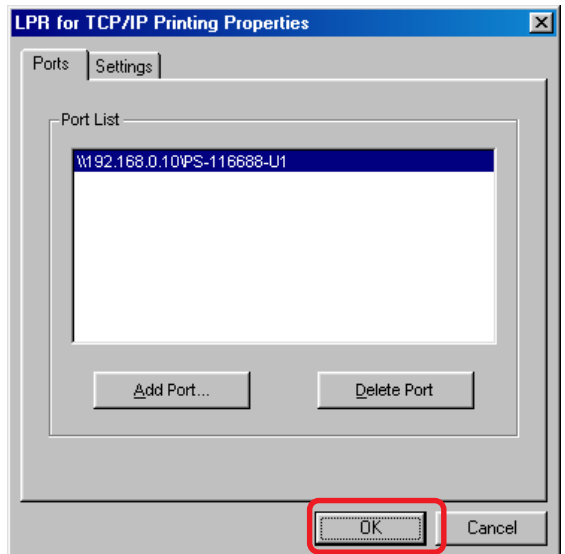 LPR for TCP/IP Printing Properties
Ports Settings
Port List
\\192.168.0.10\PS-116688-U1
Add Port... Delete Port
OK Cancel